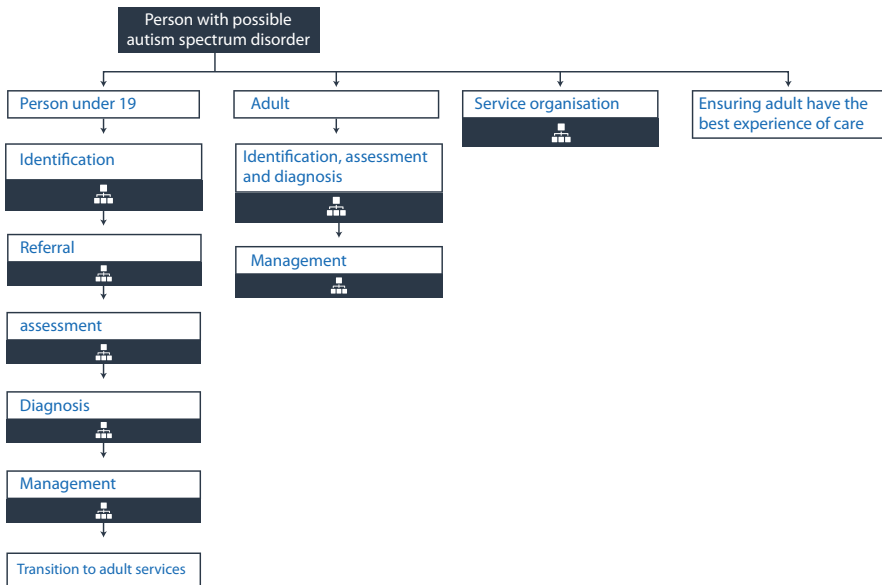 Person with possible
autism spectrum disorder
Person under 19
Adult
Service organisation
Ensuring adult have the
best experience of care
Identification
Identification, assessment
and diagnosis
Referral
Management
assessment
Diagnosis
Management
Transition to adult services